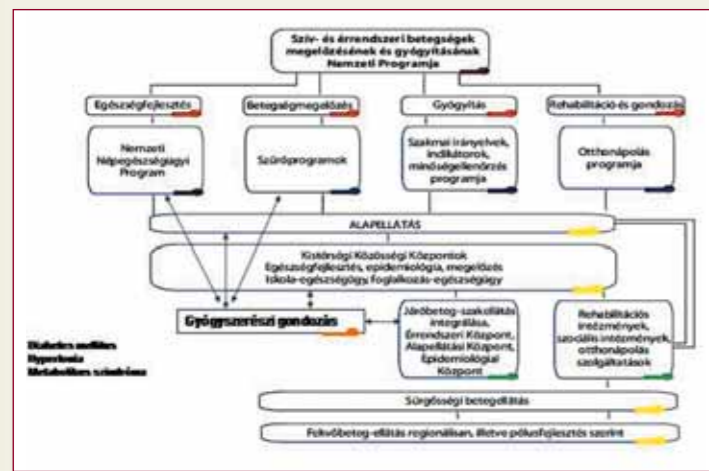 Szív- és érrendszeri betegségek
megelőzésének és gyógyításának
Nemzeti Programja
Egészségfejlesztés
Betegségmegelőzés
Gyógyítás
Rehabilitáció és gondozás
Nemzeti
Népegészségügyi
Program
Szűrőprogramok
Szakmai irányelvek,
indikátorok,
minőségellenőrzés
programja
Otthonápolás
programja
ALAPELLÁTÁS
Kistérségi Közösségi Központok
Egészségfejlesztés, epidemiológia, megelőzés
Iskola-egészségügy, foglalkozás-egészségügy
Gyógyszerészi gondozás
Járóbeteg-szakellátás
integrálása,
Érrendszeri Központ,
Alapellátási Központ,
Epidemiológiai
Központ
Rehabilitációs
intézmények,
szociális intézmények,
otthonápolás
szolgáltatások
Diabetes mellitus
Hypertonia
Metabolikus szindróma
Sürgősségi betegellátás
Fekvőbeteg-ellátás regionálisan, illetve pólusfejlesztés szerint